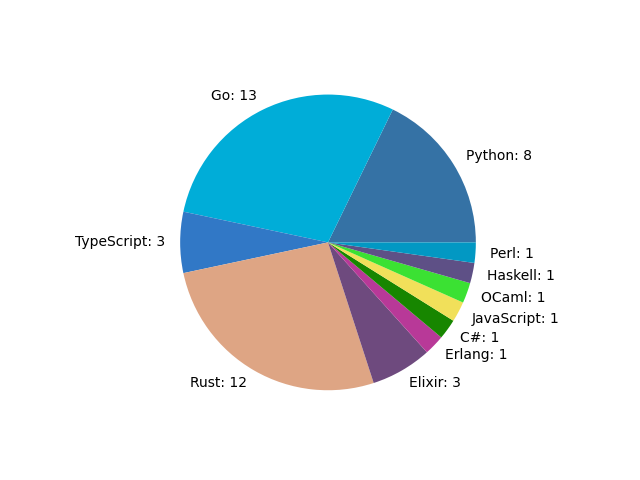 Go: 13
Python: 8
TypeScript: 3
Perl: 1
Haskell: 1
OCaml: 1
JavaScript: 1
C#: 1
Erlang: 1
Rust: 12
Elixir: 3